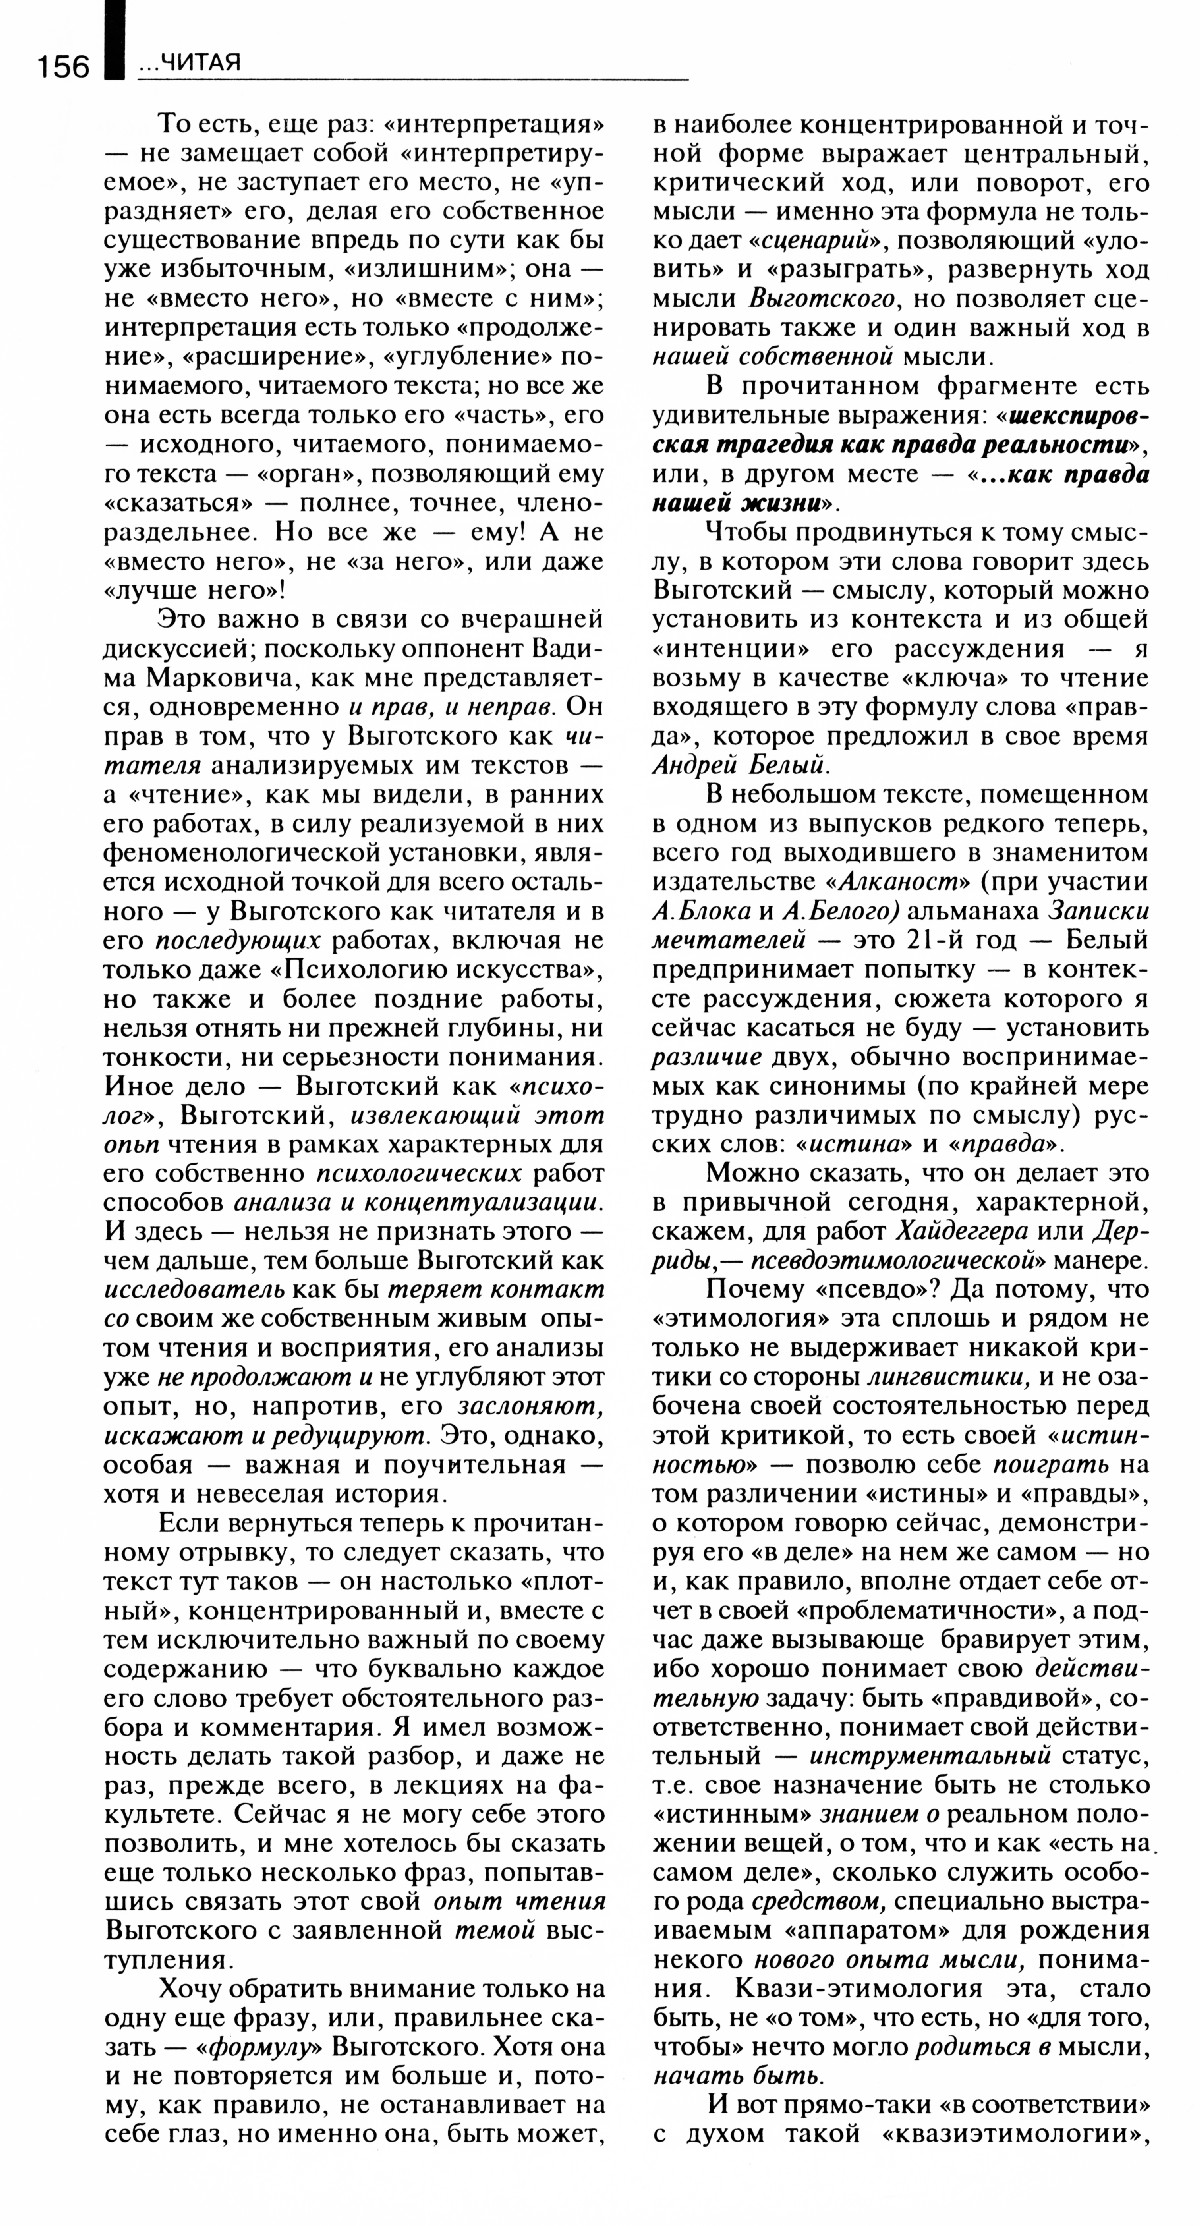 156
...ЧИТАЯ
То есть, еще раз: «интерпретация»
— не замещает собой «интерпретиру-
емое», не заступает его место, не «уп-
раздняет» его, делая его собственное
существование впредь по сути как бы
уже избыточным, «излишним»; она —
не «вместо него», но «вместе с ним»;
интерпретация есть только «продолже-
ние», «расширение», «углубление» по-
нимаемого, читаемого текста; но все же
она есть всегда только его «часть», его
— исходного, читаемого, понимаемо-
го текста — «орган», позволяющий ему
«сказаться» — полнее, точнее, члено-
раздельнее. Но все же — ему! А не
«вместо него», не «за него», или даже
«лучше него»!
Это важно в связи со вчерашней
дискуссией; поскольку оппонент Вади-
ма Марковича, как мне представляет-
ся, одновременно и прав, и неправ. Он
прав в том, что у Выготского как чи-
тателя анализируемых им текстов —
а «чтение», как мы видели, в ранних
его работах, в силу реализуемой в них
феноменологической установки, явля-
ется исходной точкой для всего осталь-
ного — у Выготского как читателя и в
его последующих работах, включая не
только даже «Психологию искусства»,
но также и более поздние работы,
нельзя отнять ни прежней глубины, ни
тонкости, ни серьезности понимания.
Иное дело — Выготский как «психо-
лог», Выготский, извлекающий этот
опьп чтения в рамках характерных для
его собственно психологических работ
способов анализа и концептуализации.
И здесь — нельзя не признать этого —
чем дальше, тем больше Выготский как
исследователь как бы теряет контакт
со своим же собственным живым опы-
том чтения и восприятия, его анализы
уже не продолжают и не углубляют этот
опыт, но, напротив, его заслоняют,
искажают и редуцируют. Это, однако,
особая — важная и поучительная —
хотя и невеселая история.
Если вернуться теперь к прочитан-
ному отрывку, то следует сказать, что
текст тут таков — он настолько «плот-
ный», концентрированный и, вместе с
тем исключительно важный по своему
содержанию — что буквально каждое
его слово требует обстоятельного раз-
бора и комментария. Я имел возмож-
ность делать такой разбор, и даже не
раз, прежде всего, в лекциях на фа-
культете. Сейчас я не могу себе этого
позволить, и мне хотелось бы сказать
еще только несколько фраз, попытав-
шись связать этот свой опыт чтения
Выготского с заявленной темой выс-
тупления.
Хочу обратить внимание только на
одну еще фразу, или, правильнее ска-
зать — «формулу» Выготского. Хотя она
и не повторяется им больше и, пото-
му, как правило, не останавливает на
себе глаз, но именно она, быть может,
в наиболее концентрированной и точ-
ной форме выражает центральный,
критический ход, или поворот, его
мысли — именно эта формула не толь-
ко дает «сценарий», позволяющий «уло-
вить» и «разыграть», развернуть ход
мысли Выготского, но позволяет сце-
нировать также и один важный ход в
нашей собственной мысли.
В прочитанном фрагменте есть
удивительные выражения: «шекспиров-
ская трагедия как правда реальности»,
или, в другом месте — «...как правда
нашей жизни».
Чтобы продвинуться к тому смыс-
лу, в котором эти слова говорит здесь
Выготский — смыслу, который можно
установить из контекста и из общей
«интенции» его рассуждения — я
возьму в качестве «ключа» то чтение
входящего в эту формулу слова «прав-
да», которое предложил в свое время
Андрей Белый.
В небольшом тексте, помещенном
в одном из выпусков редкого теперь,
всего год выходившего в знаменитом
издательстве «Алканост» (при участии
А.Блока и А.Белого) альманаха Записки
мечтателей — это 21-й год — Белый
предпринимает попытку — в контек-
сте рассуждения, сюжета которого я
сейчас касаться не буду — установить
различие двух, обычно воспринимае-
мых как синонимы (по крайней мере
трудно различимых по смыслу) рус-
ских слов: «истина» и «правда».
Можно сказать, что он делает это
в привычной сегодня, характерной,
скажем, для работ Хайдеггера или Дер-
риды,— псевдоэтимологической» манере.
Почему «псевдо»? Да потому, что
«этимология» эта сплошь и рядом не
только не выдерживает никакой кри-
тики со стороны лингвистики, и не оза-
бочена своей состоятельностью перед
этой критикой, то есть своей «истин-
ностью» — позволю себе поиграть на
том различении «истины» и «правды»,
о котором говорю сейчас, демонстри-
руя его «в деле» на нем же самом — но
и, как правило, вполне отдает себе от-
чет в своей «проблематичности», а под-
час даже вызывающе бравирует этим,
ибо хорошо понимает свою действи-
тельную задачу: быть «правдивой», со-
ответственно, понимает свой действи-
тельный — инструментальный статус,
т.е. свое назначение быть не столько
«истинным» знанием о реальном поло-
жении вещей, о том, что и как «есть на
самом деле», сколько служить особо-
го рода средством, специально выстра-
иваемым «аппаратом» для рождения
некого нового опыта мысли, понима-
ния. Квази-этимология эта, стало
быть, не «о том», что есть, но «для того,
чтобы» нечто могло родиться в мысли,
начать быть.
И вот прямо-таки «в соответствии»
с духом такой «квазиэтимологии»,